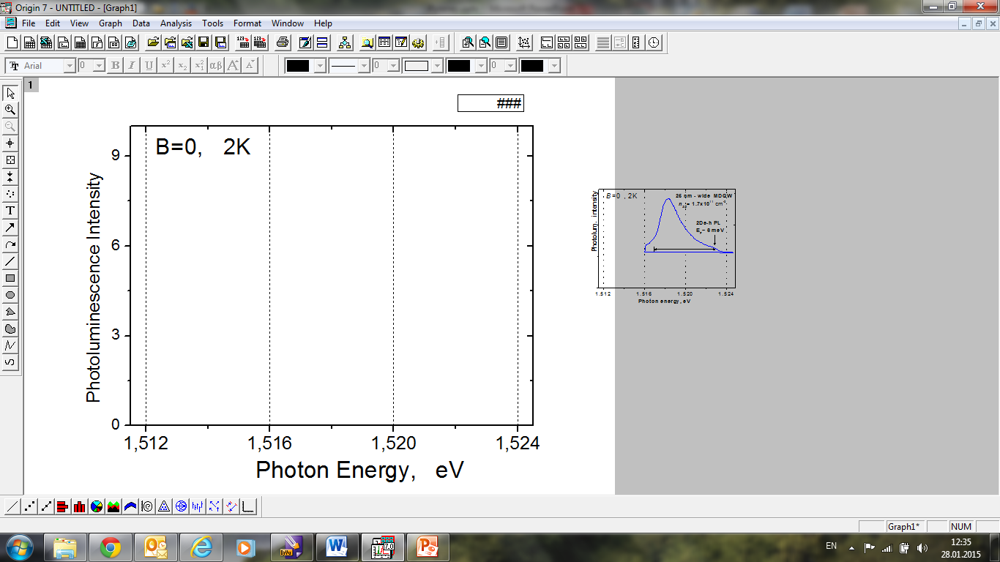 Origin 7 - UNTITLED - [Graph1]
File Edit View Graph Data Analysis Tools Format Window Help
Arial 0 B I U x² x₂ x₁² αβ A A 0 0
1
###
B=0, 2K
9
6
3
0
Photoluminescence Intensity
1,512 1,516 1,520 1,524
Photon Energy, eV
B=0 , 2K
25 nm - wide MDQW
= 1.7x10¹¹ cm⁻²
2De-h PL
E_F~ 6 meV
Photolum. intensity
1.512 1.516 1.520 1.524
Photon energy, eV
Graph1* NUM
EN
12:35
28.01.2015